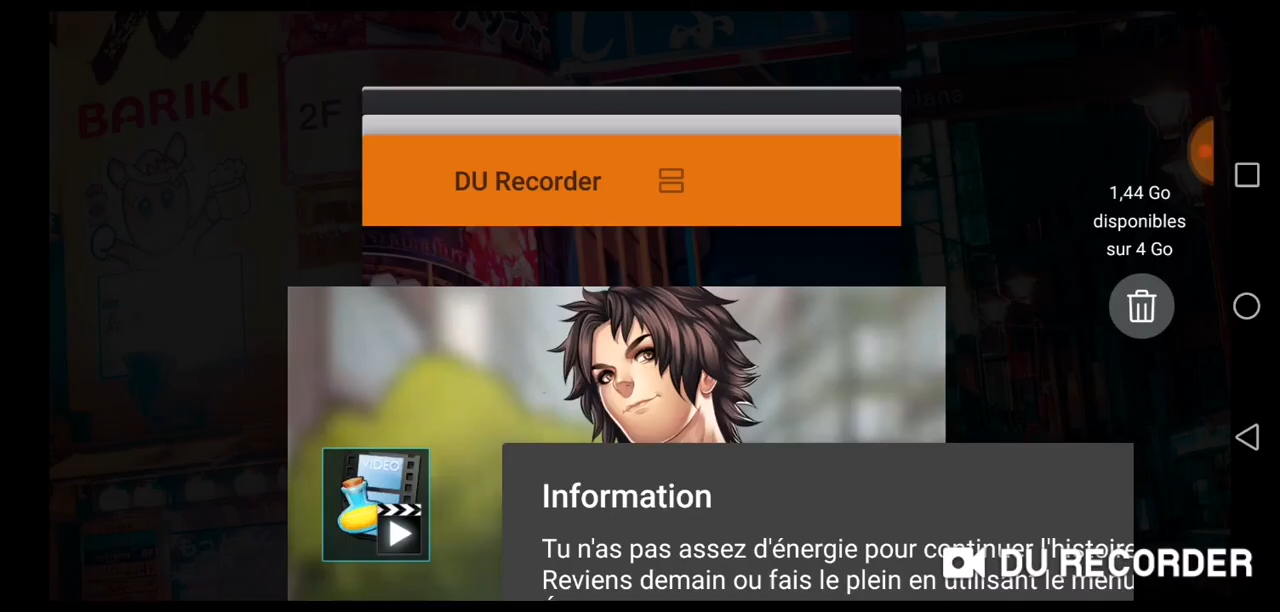 BARIKI
2F
DU Recorder
1,44 Go
disponibles
sur 4 Go
VIDEO
Information
Tu n'as pas assez d'énergie pour continuer l'histoire
Reviens demain ou fais le plein en utilisant le menu
DU RECORDER